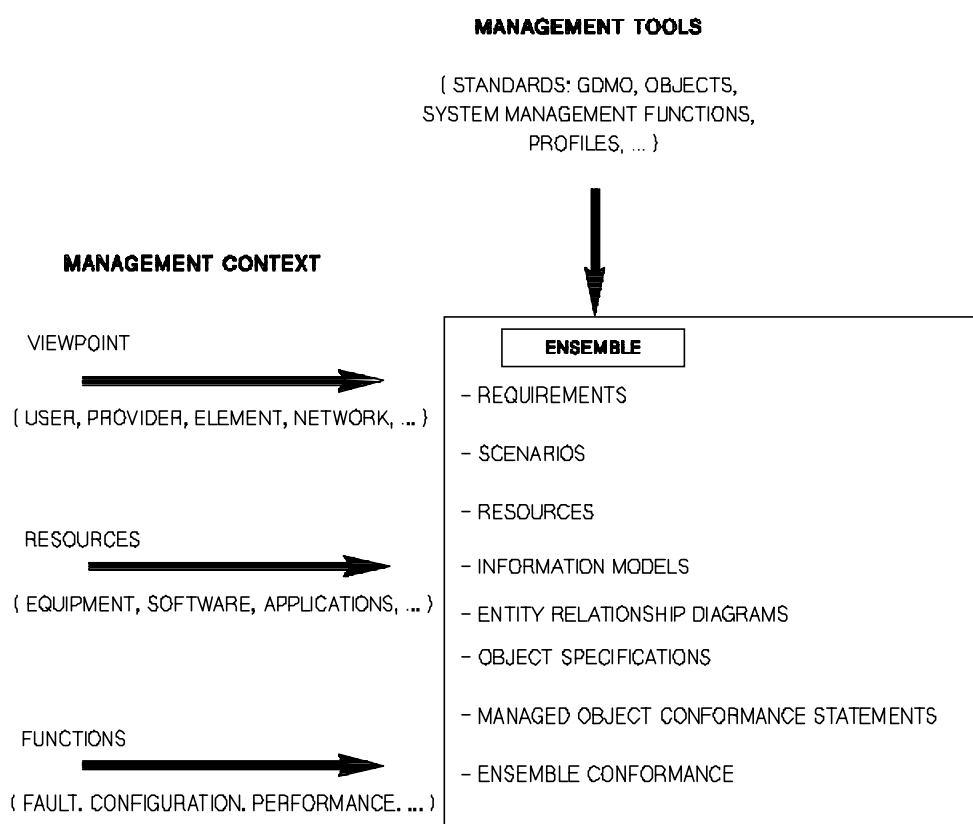 MANAGEMENT TOOLS
( STANDARDS: GDMO, OBJECTS,
SYSTEM MANAGEMENT FUNCTIONS,
PROFILES, ... )
MANAGEMENT CONTEXT
VIEWPOINT
( USER, PROVIDER, ELEMENT, NETWORK, ... )
RESOURCES
( EQUIPMENT, SOFTWARE, APPLICATIONS, ... )
FUNCTIONS
( FAULT. CONFIGURATION. PERFORMANCE. ... )
ENSEMBLE
- REQUIREMENTS
- SCENARIOS
- RESOURCES
- INFORMATION MODELS
- ENTITY RELATIONSHIP DIAGRAMS
- OBJECT SPECIFICATIONS
- MANAGED OBJECT CONFORMANCE STATEMENTS
- ENSEMBLE CONFORMANCE